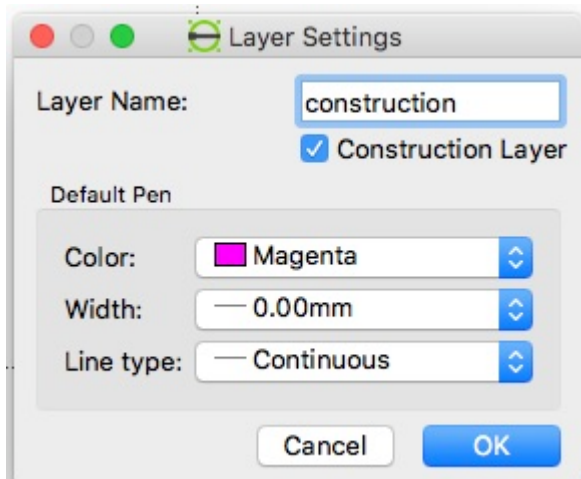 Layer Settings
Layer Name: construction
Construction Layer
Default Pen
Color: Magenta
Width: 0.00mm
Line type: Continuous
Cancel OK